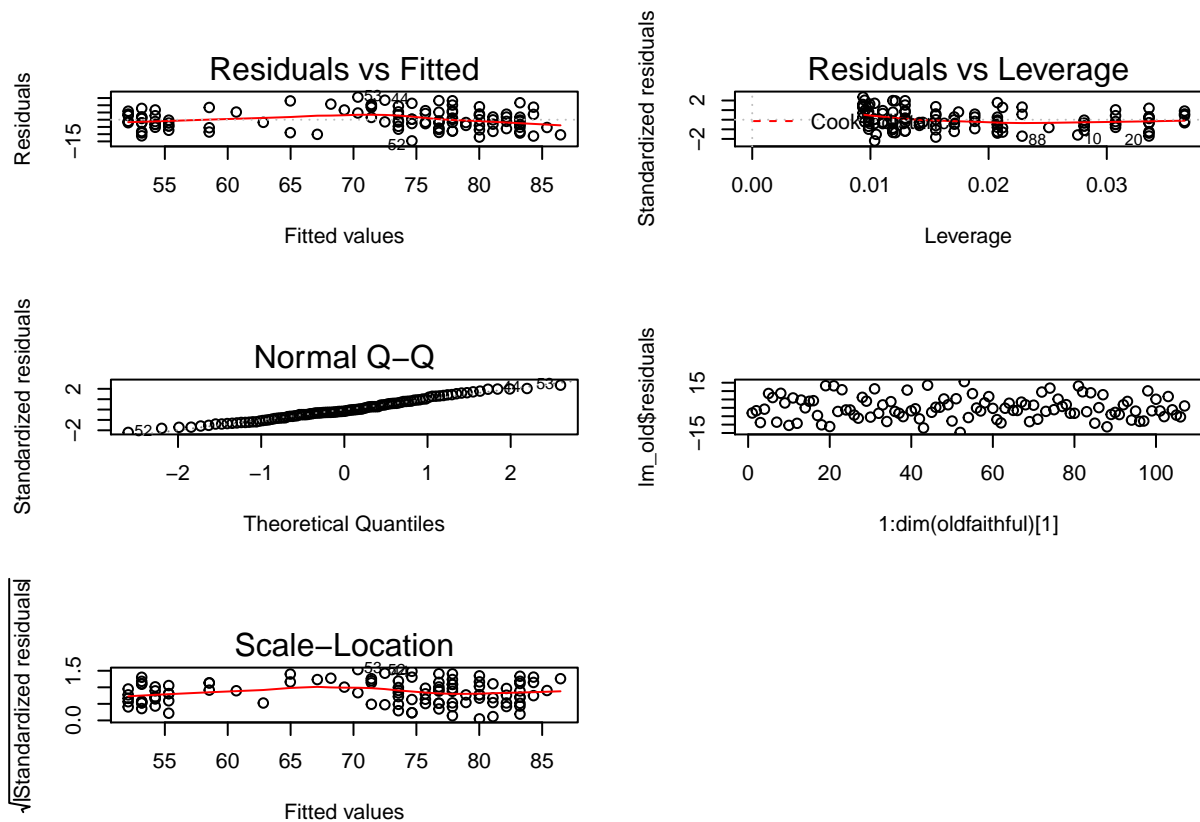 Residuals vs Fitted
Residuals
−15
53
44
52
55 60 65 70 75 80 85
Fitted values
Residuals vs Leverage
Standardized residuals
2
−2
88
10
20
0.00 0.01 0.02 0.03
Leverage
Normal Q−Q
Standardized residuals
2
−2
52
44
53
−2 −1 0 1 2
Theoretical Quantiles
lm_old$residuals
15
−15
0 20 40 60 80 100
1:dim(oldfaithful)[1]
Scale−Location
√|Standardized residuals|
1.5
0.0
53
52
55 60 65 70 75 80 85
Fitted values